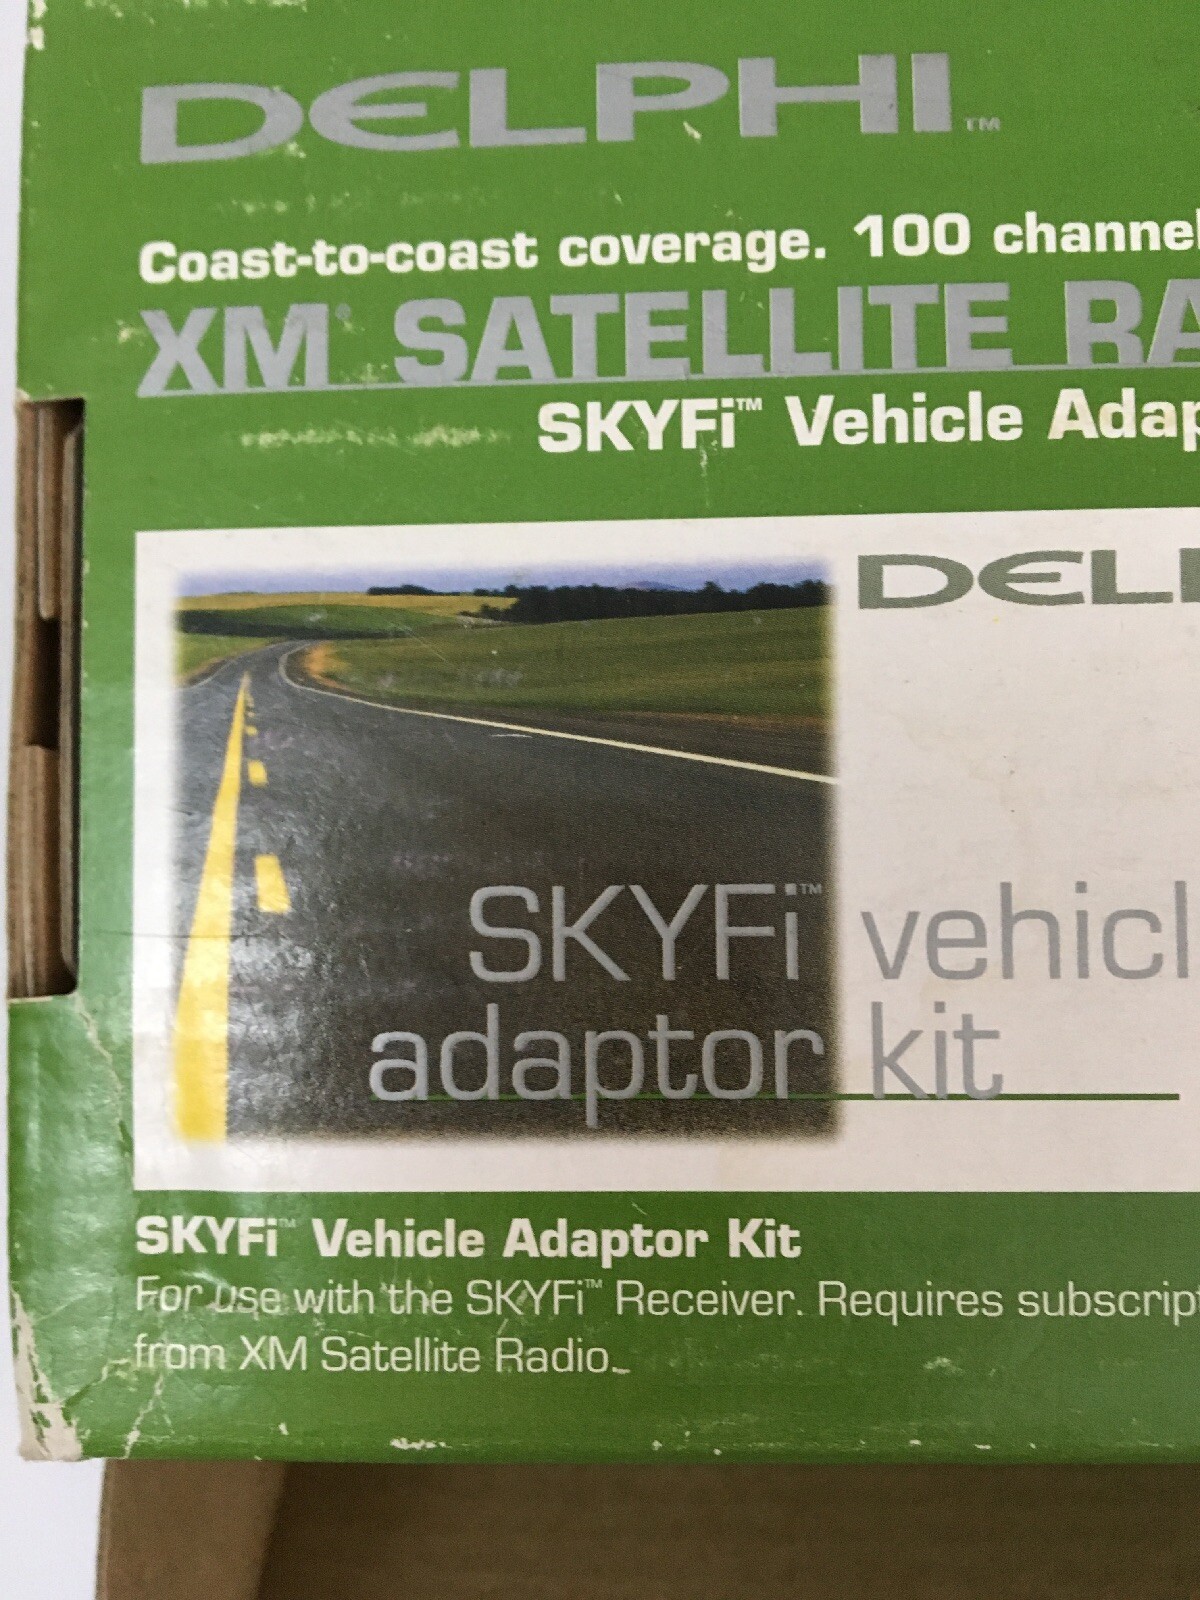 DELPHI™
Coast-to-coast coverage. 100 channel
XM® SATELLITE RA
SKYFi™ Vehicle Adap
DEL
SKYFi™ vehicl
adaptor kit
SKYFi™ Vehicle Adaptor Kit
For use with the SKYFi™ Receiver. Requires subscrip
from XM Satellite Radio.